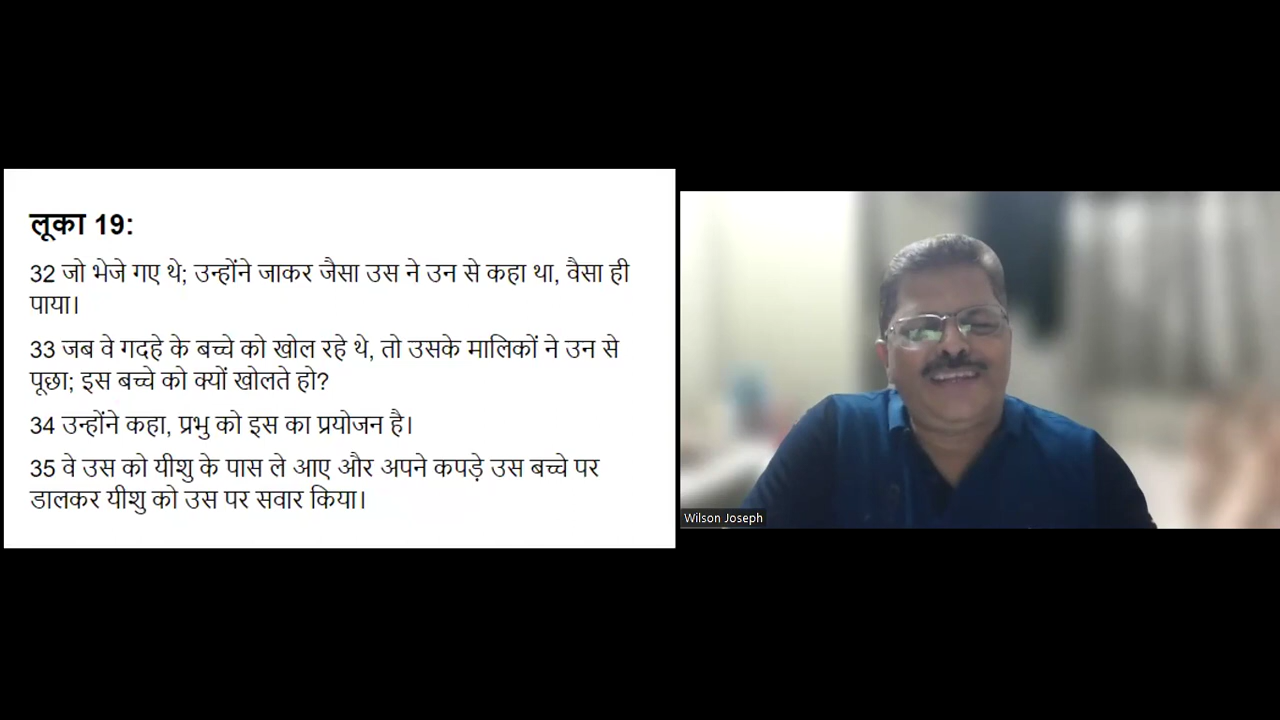 लूका 19:
32 जो भेजे गए थे; उन्होंने जाकर जैसा उस ने उन से कहा था, वैसा ही
पाया।
33 जब वे गदहे के बच्चे को खोल रहे थे, तो उसके मालिकों ने उन से
पूछा; इस बच्चे को क्यों खोलते हो?
34 उन्होंने कहा, प्रभु को इस का प्रयोजन है।
35 वे उस को यीशु के पास ले आए और अपने कपड़े उस बच्चे पर
डालकर यीशु को उस पर सवार किया।
Wilson Joseph